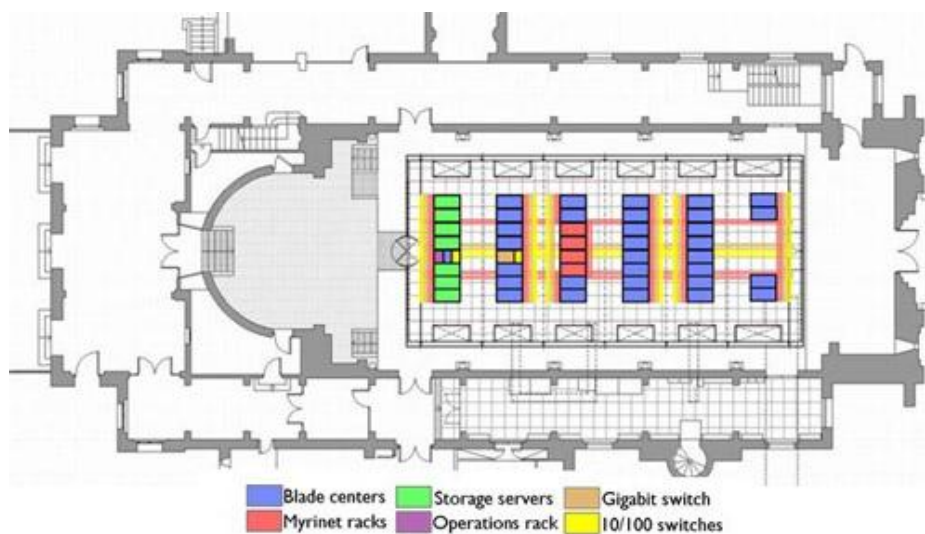 Blade centers Storage servers Gigabit switch
Myrinet racks Operations rack 10/100 switches